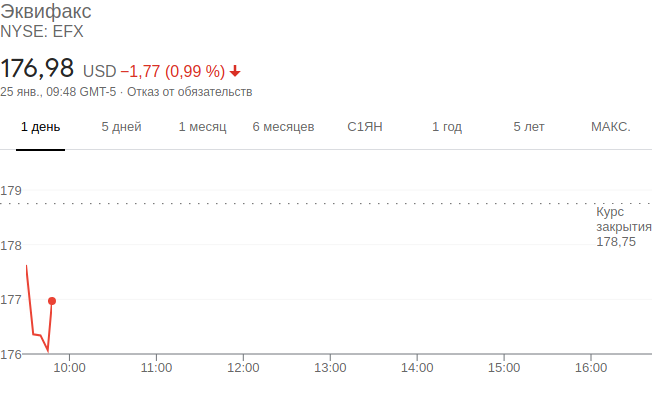 Эквифакс
NYSE: EFX
176,98 USD −1,77 (0,99 %)
25 янв., 09:48 GMT-5 · Отказ от обязательств
1 день 5 дней 1 месяц 6 месяцев С1ЯН 1 год 5 лет МАКС.
179
Курс
закрытия
178,75
178
177
176
10:00 11:00 12:00 13:00 14:00 15:00 16:00